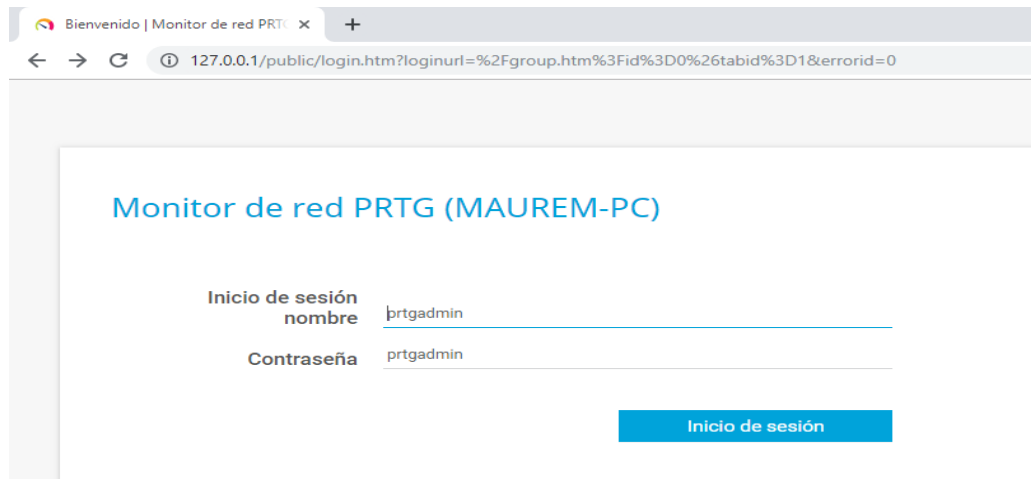 Bienvenido | Monitor de red PRTG
127.0.0.1/public/login.htm?loginurl=%2Fgroup.htm%3Fid%3D0%26tabid%3D1&errorid=0
Monitor de red PRTG (MAUREM-PC)
Inicio de sesión
nombre
prtgadmin
Contraseña
prtgadmin
Inicio de sesión